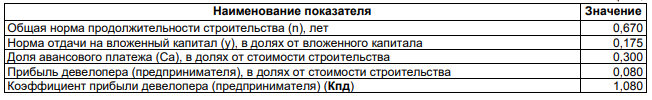 Наименование показателя Значение
Общая норма продолжительности строительства (n), лет 0,670
Норма отдачи на вложенный капитал (у), в долях от вложенного капитала 0,175
Доля авансового платежа (Са), в долях от стоимости строительства 0,300
Прибыль девелопера (предпринимателя), в долях от стоимости строительства 0,080
Коэффициент прибыли девелопера (предпринимателя) (Кпд) 1,080